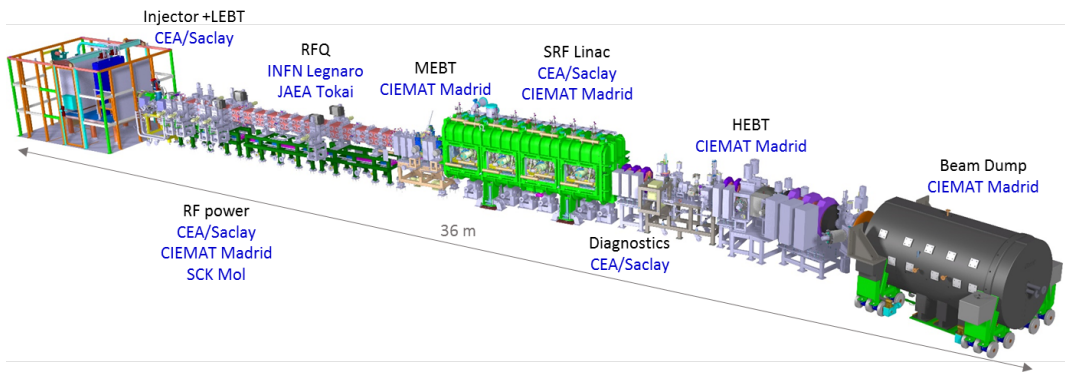 Injector +LEBT
CEA/Saclay
RFQ
INFN Legnaro
JAEA Tokai
MEBT
CIEMAT Madrid
SRF Linac
CEA/Saclay
CIEMAT Madrid
HEBT
CIEMAT Madrid
Beam Dump
CIEMAT Madrid
RF power
CEA/Saclay
CIEMAT Madrid
SCK Mol
36 m
Diagnostics
CEA/Saclay